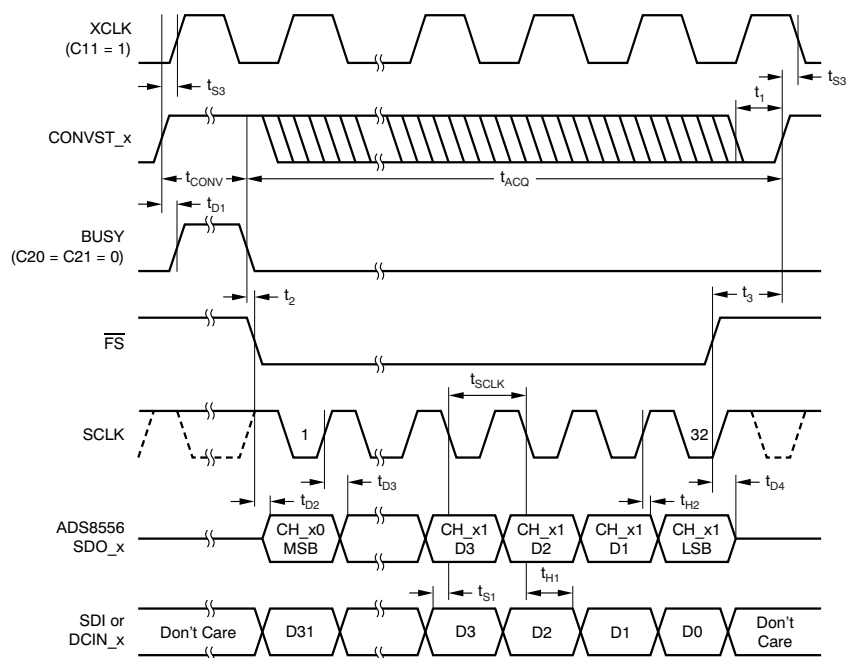 XCLK
(C11 = 1)
tS3
tS3
t1
CONVST_x
tCONV
tACQ
tD1
BUSY
(C20 = C21 = 0)
t2
t3
FS
tSCLK
SCLK
1
32
tD2
tD3
tH2
tD4
ADS8556
SDO_x
CH_x0
MSB
CH_x1
D3
CH_x1
D2
CH_x1
D1
CH_x1
LSB
tS1
tH1
SDI or
DCIN_x
Don't Care
D31
D3
D2
D1
D0
Don't
Care